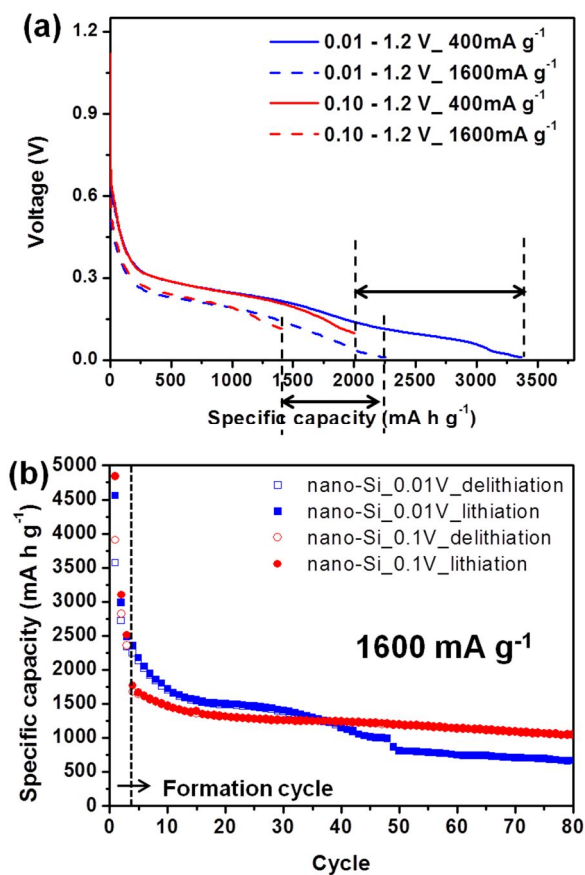 (a)
1.2
0.9
0.6
0.3
0.0
Voltage (V)
0.01 - 1.2 V_ 400mA g-1
0.01 - 1.2 V_ 1600mA g-1
0.10 - 1.2 V_ 400mA g-1
0.10 - 1.2 V_ 1600mA g-1
0 500 1000 1500 2000 2500 3000 3500
Specific capacity (mA h g-1)
(b)
5000
4500
4000
3500
3000
2500
2000
1500
1000
500
0
Specific capacity (mA h g-1)
nano-Si_0.01V_delithiation
nano-Si_0.01V_lithiation
nano-Si_0.1V_delithiation
nano-Si_0.1V_lithiation
1600 mA g-1
Formation cycle
0 10 20 30 40 50 60 70 80
Cycle